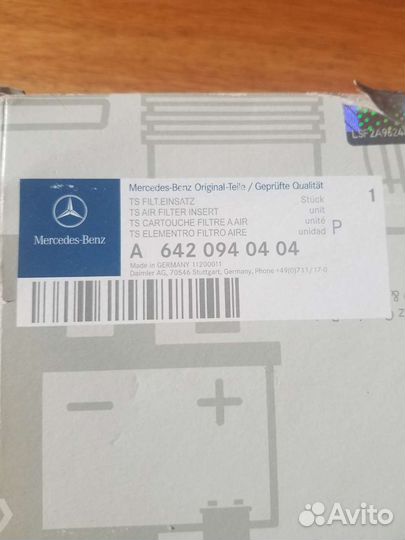 LSF2A9624
Mercedes-Benz Original-Teile / Geprüfte Qualität
TS FILT.EINSATZ Stück 1
TS AIR FILTER INSERT unit
TS CARTOUCHE FILTRE A AIR unité P
TS ELEMENTRO FILTRO AIRE unidad
A 642 094 04 04
Made in GERMANY 11200011
Daimler AG, 70546 Stuttgart, Germany, Phone +49(0)711/17-0
Mercedes-Benz
Avito